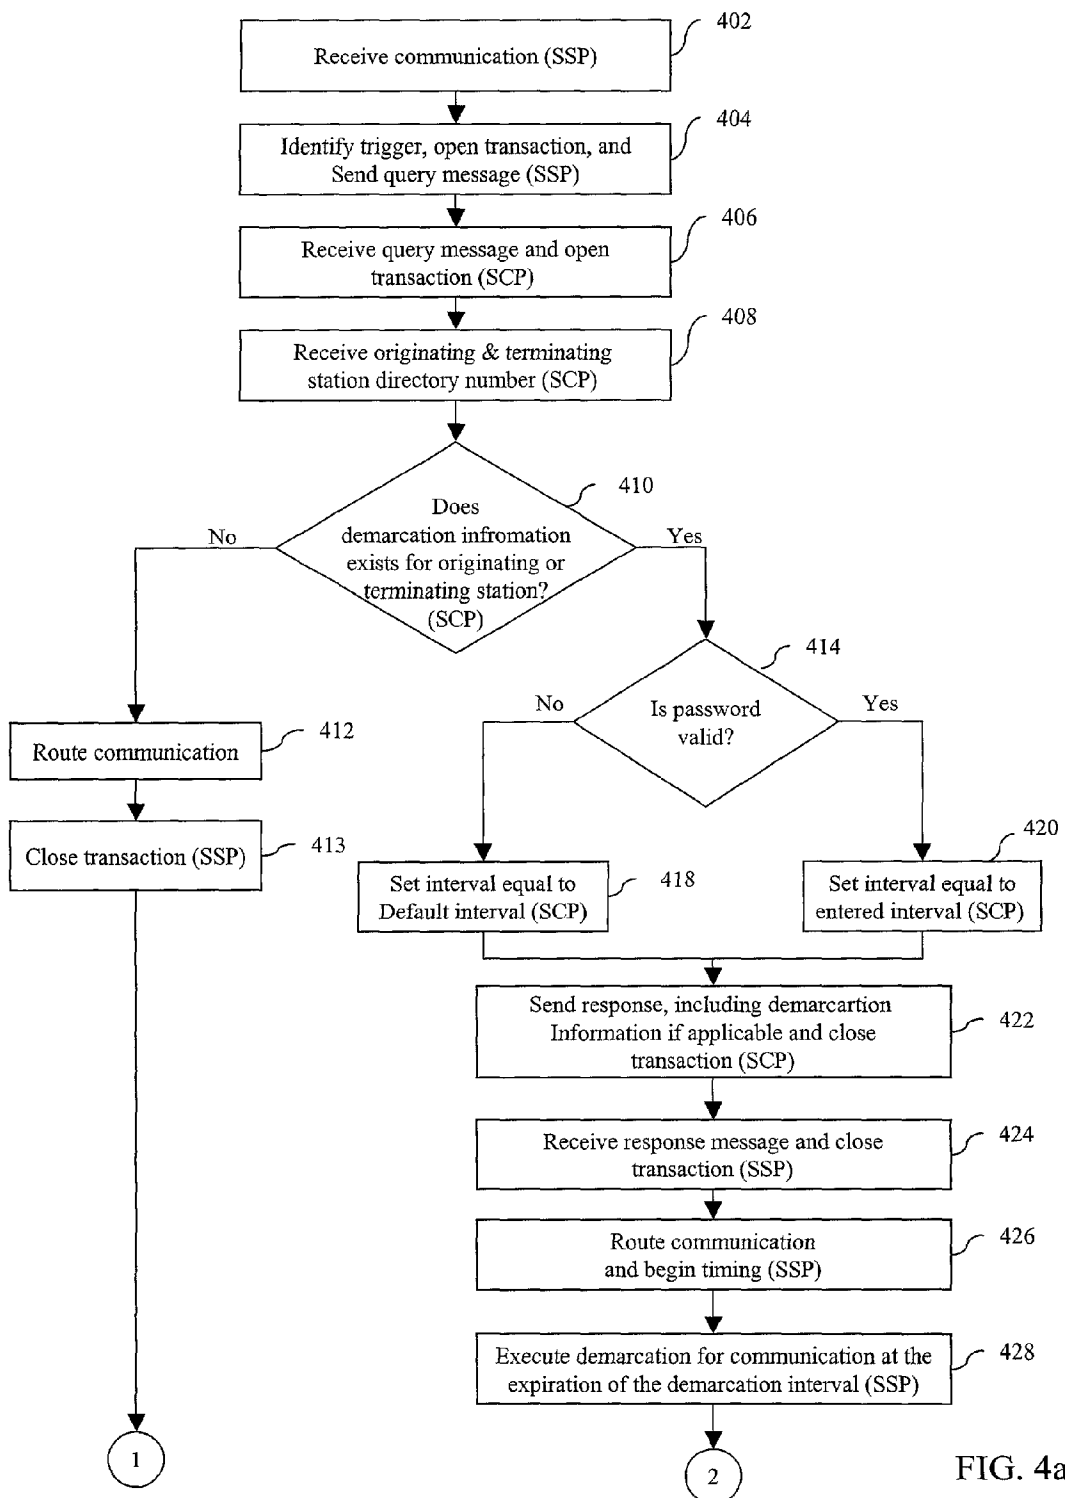 402
Receive communication (SSP)
404
Identify trigger, open transaction, and
Send query message (SSP)
406
Receive query message and open
transaction (SCP)
408
Receive originating & terminating
station directory number (SCP)
410
Does
demarcation infromation
exists for originating or
terminating station?
(SCP)
No
Yes
414
Is password
valid?
No
Yes
412
Route communication
413
Close transaction (SSP)
418
Set interval equal to
Default interval (SCP)
420
Set interval equal to
entered interval (SCP)
422
Send response, including demarcartion
Information if applicable and close
transaction (SCP)
424
Receive response message and close
transaction (SSP)
426
Route communication
and begin timing (SSP)
428
Execute demarcation for communication at the
expiration of the demarcation interval (SSP)
1
2
FIG. 4a